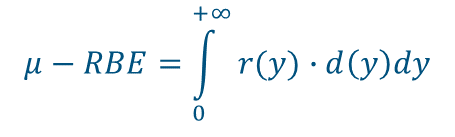 μ − RBE = ∫₀⁺∞ r(y) · d(y)dy